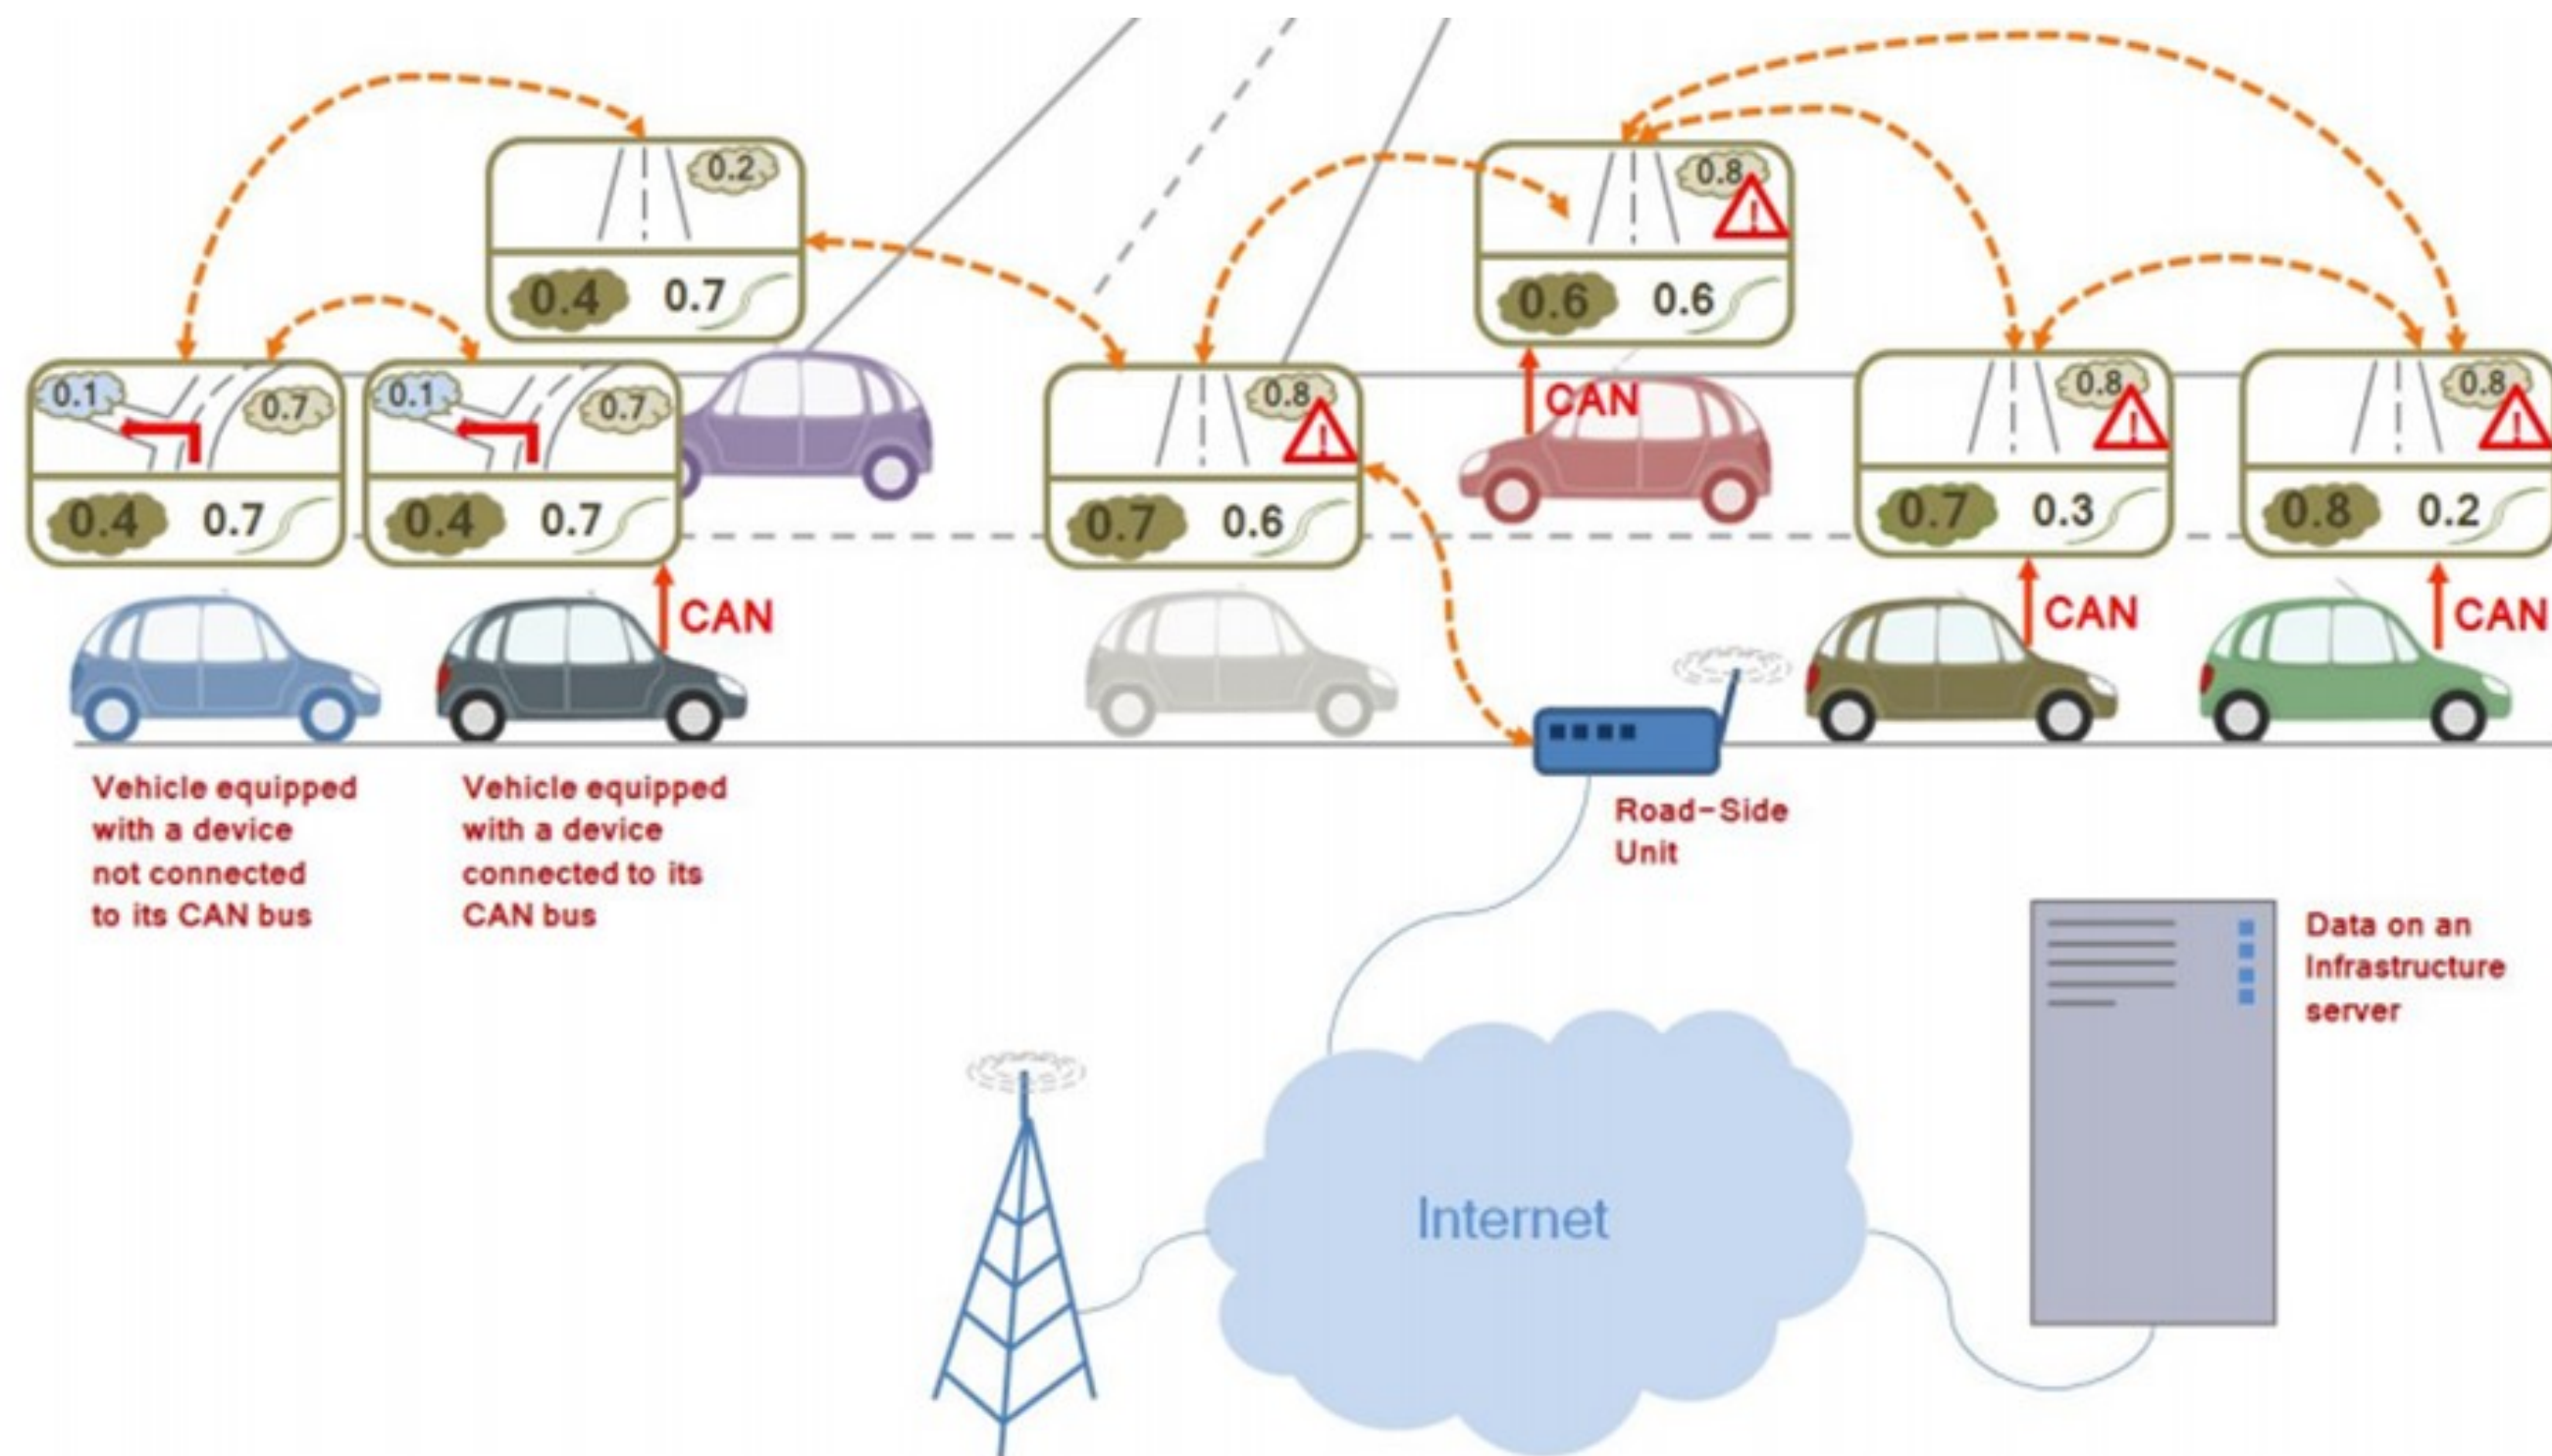 0.2
0.4 0.7
0.8
0.6 0.6
0.1 0.7
0.4 0.7
0.1 0.7
0.4 0.7
0.8
0.7 0.6
CAN
0.8
0.7 0.3
0.8
0.8 0.2
CAN
CAN
CAN
Vehicle equipped
with a device
not connected
to its CAN bus
Vehicle equipped
with a device
connected to its
CAN bus
Road-Side
Unit
Data on an
Infrastructure
server
Internet